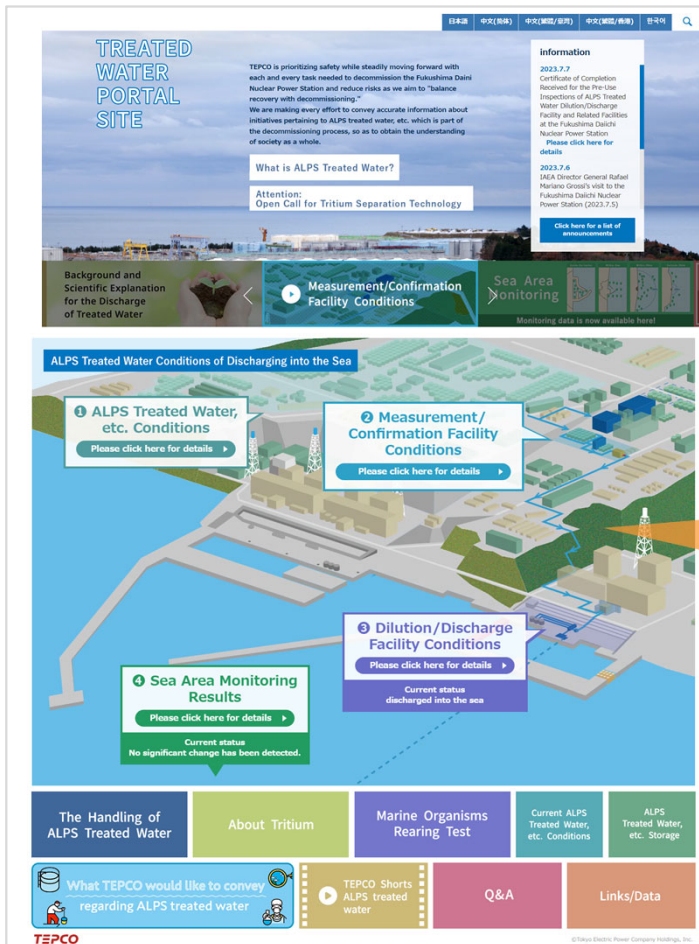 日本語 中文(简体) 中文(繁體/臺灣) 中文(繁體/香港) 한국어
TREATED
WATER
PORTAL
SITE
TEPCO is prioritizing safety while steadily moving forward with
each and every task needed to decommission the Fukushima Daini
Nuclear Power Station and reduce risks as we aim to "balance
recovery with decommissioning."
We are making every effort to convey accurate information about
initiatives pertaining to ALPS treated water, etc. which is part of
the decommissioning process, so as to obtain the understanding
of society as a whole.
What is ALPS Treated Water?
Attention:
Open Call for Tritium Separation Technology
information
2023.7.7
Certificate of Completion
Received for the Pre-Use
Inspections of ALPS Treated
Water Dilution/Discharge
Facility and Related Facilities
at the Fukushima Daiichi
Nuclear Power Station
Please click here for
details
2023.7.6
IAEA Director General Rafael
Mariano Grossi's visit to the
Fukushima Daiichi Nuclear
Power Station (2023.7.5)
Click here for a list of
announcements
Background and
Scientific Explanation
for the Discharge
of Treated Water
Measurement/Confirmation
Facility Conditions
Sea Area
Monitoring
Monitoring data is now available here!
ALPS Treated Water Conditions of Discharging into the Sea
❶ ALPS Treated Water,
etc. Conditions
Please click here for details
❷ Measurement/
Confirmation Facility
Conditions
Please click here for details
❸ Dilution/Discharge
Facility Conditions
Please click here for details
Current status
discharged into the sea
❹ Sea Area Monitoring
Results
Please click here for details
Current status
No significant change has been detected.
The Handling of
ALPS Treated Water
About Tritium
Marine Organisms
Rearing Test
Current ALPS
Treated Water,
etc. Conditions
ALPS
Treated Water,
etc. Storage
What TEPCO would like to convey
regarding ALPS treated water
TEPCO Shorts
ALPS treated
water
Q&A
Links/Data
TEPCO
©Tokyo Electric Power Company Holdings, Inc.